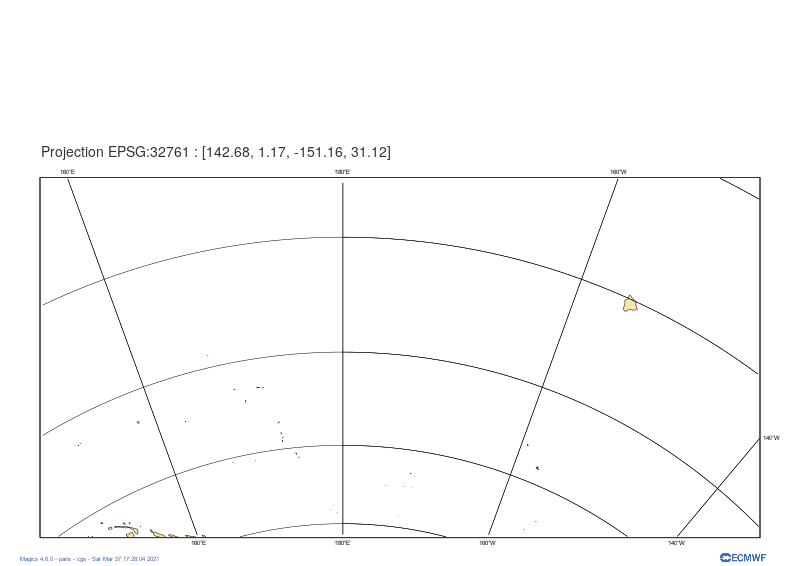 Projection EPSG:32761 : [142.68, 1.17, -151.16, 31.12]
160°E 180°E' 160°W
140°W
160°E 180°E' 160°W 140°W
Magics 4.6.0 - paris - cgs - Sat Mar 27 17:28:04 2021
ECMWF